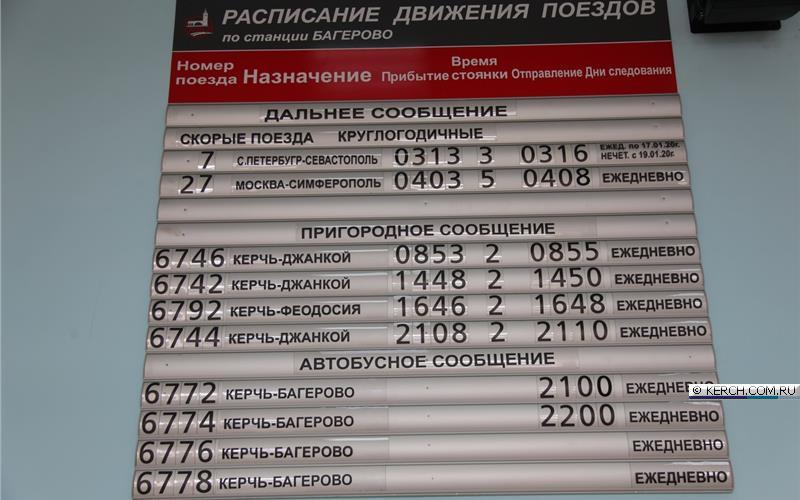 РАСПИСАНИЕ ДВИЖЕНИЯ ПОЕЗДОВ
по станции БАГЕРОВО
Номер поезда Назначение Прибытие Время стоянки Отправление Дни следования
ДАЛЬНЕЕ СООБЩЕНИЕ
СКОРЫЕ ПОЕЗДА КРУГЛОГОДИЧНЫЕ
7 С.ПЕТЕРБУГР-СЕВАСТОПОЛЬ 0313 3 0316 ЕЖЕД. по 17.01.20г. НЕЧЕТ. с 19.01.20г.
27 МОСКВА-СИМФЕРОПОЛЬ 0403 5 0408 ЕЖЕДНЕВНО
ПРИГОРОДНОЕ СООБЩЕНИЕ
6746 КЕРЧЬ-ДЖАНКОЙ 0853 2 0855 ЕЖЕДНЕВНО
6742 КЕРЧЬ-ДЖАНКОЙ 1448 2 1450 ЕЖЕДНЕВНО
6792 КЕРЧЬ-ФЕОДОСИЯ 1646 2 1648 ЕЖЕДНЕВНО
6744 КЕРЧЬ-ДЖАНКОЙ 2108 2 2110 ЕЖЕДНЕВНО
АВТОБУСНОЕ СООБЩЕНИЕ
6772 КЕРЧЬ-БАГЕРОВО 2100 ЕЖЕДНЕВНО
© KERCH.COM.RU
6774 КЕРЧЬ-БАГЕРОВО 2200 ЕЖЕДНЕВНО
6776 КЕРЧЬ-БАГЕРОВО ЕЖЕДНЕВНО
6778 КЕРЧЬ-БАГЕРОВО ЕЖЕДНЕВНО